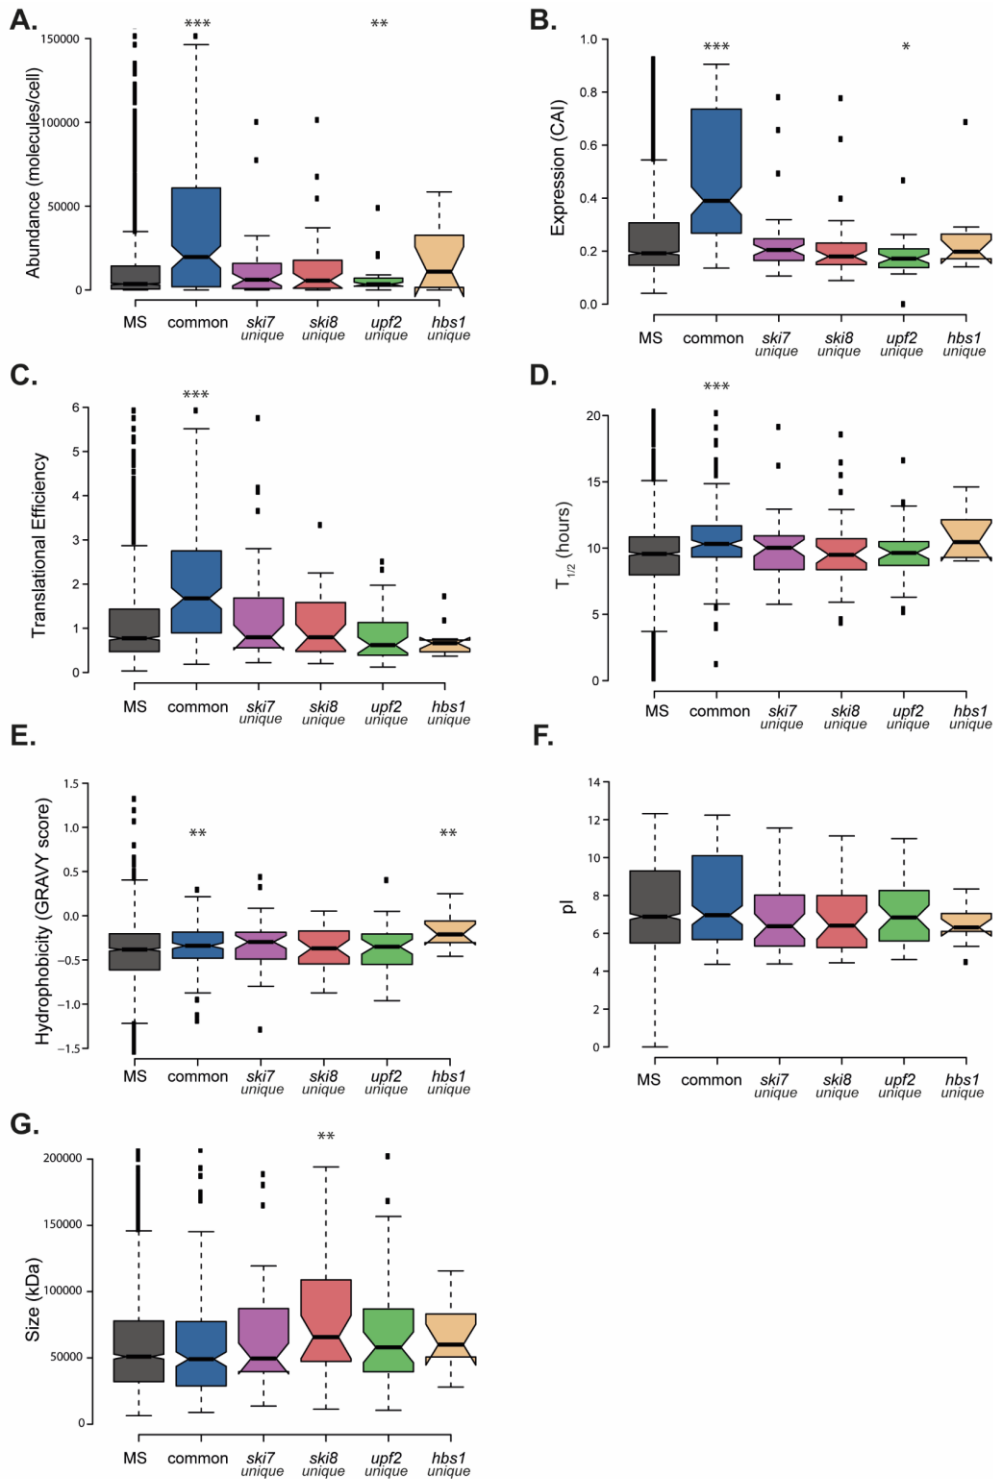 A.
***
**
Abundance (molecules/cell)
150000
100000
50000
0
MS common ski7 ski8 upf2 hbs1
unique unique unique unique
B.
***
*
Expression (CAI)
1.0
0.8
0.6
0.4
0.2
0.0
MS common ski7 ski8 upf2 hbs1
unique unique unique unique
C.
***
Translational Efficiency
6
5
4
3
2
1
0
MS common ski7 ski8 upf2 hbs1
unique unique unique unique
D.
***
T1/2 (hours)
20
15
10
5
0
MS common ski7 ski8 upf2 hbs1
unique unique unique unique
E.
**
**
Hydrophobicity (GRAVY score)
1.5
1.0
0.5
0.0
−0.5
−1.0
−1.5
MS common ski7 ski8 upf2 hbs1
unique unique unique unique
F.
pI
14
12
10
8
6
4
2
0
MS common ski7 ski8 upf2 hbs1
unique unique unique unique
G.
**
Size (kDa)
200000
150000
100000
50000
0
MS common ski7 ski8 upf2 hbs1
unique unique unique unique